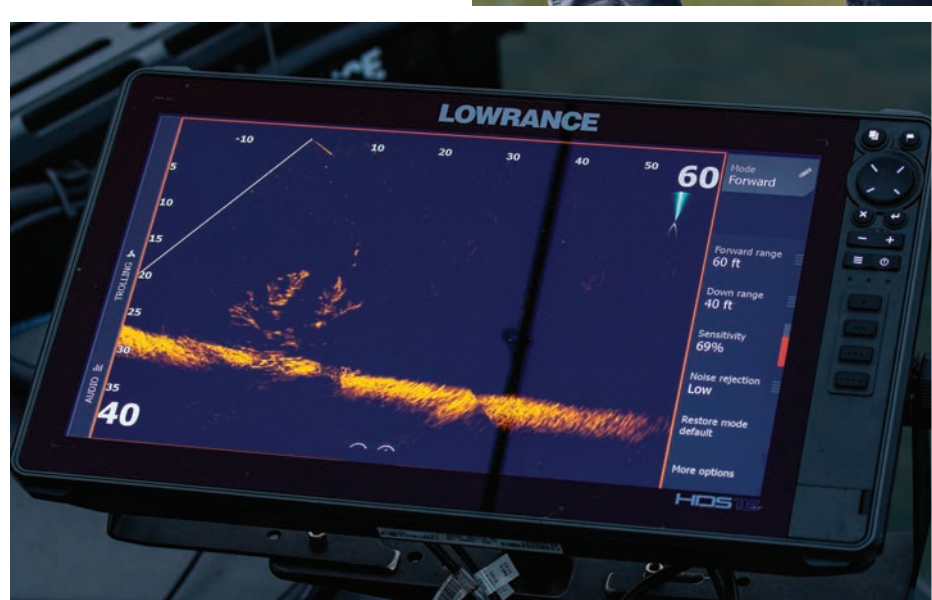 LOWRANCE
-10
10
20
30
40
50
60
5
10
15
20
25
30
35
40
TROLLING
AUDIO
Mode
Forward
Forward range
60 ft
Down range
40 ft
Sensitivity
69%
Noise rejection
Low
Restore mode
default
More options
HDS